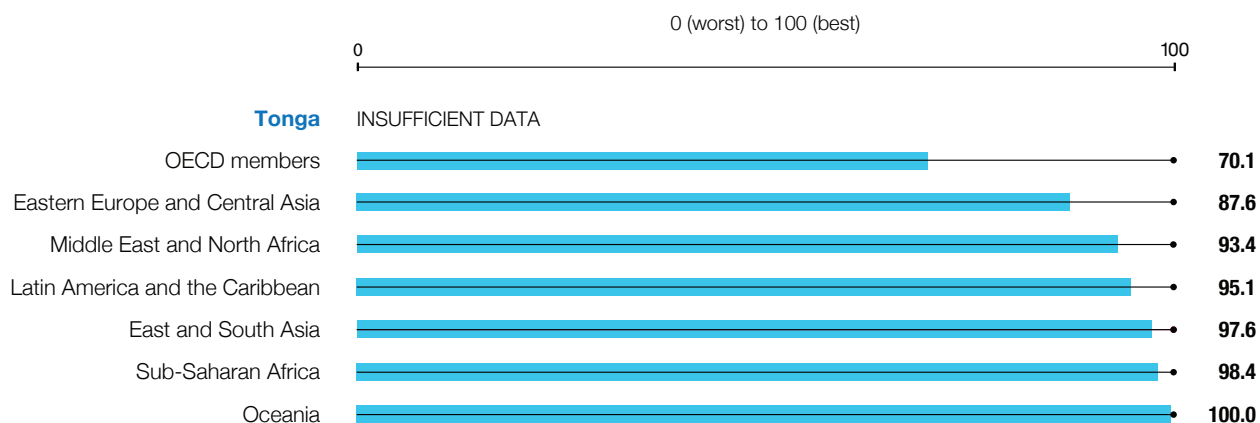 0 (worst) to 100 (best)
0 100
Tonga INSUFFICIENT DATA
OECD members 70.1
Eastern Europe and Central Asia 87.6
Middle East and North Africa 93.4
Latin America and the Caribbean 95.1
East and South Asia 97.6
Sub-Saharan Africa 98.4
Oceania 100.0